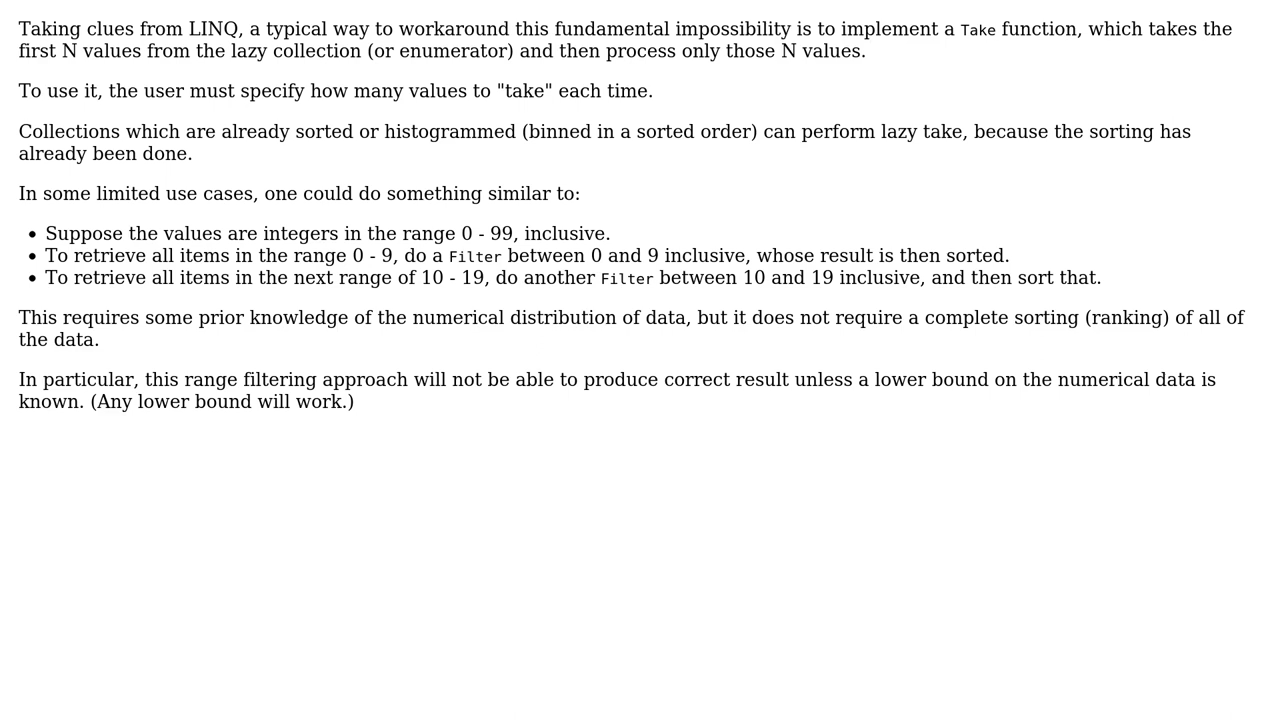 Taking clues from LINQ, a typical way to workaround this fundamental impossibility is to implement a Take function, which takes the
first N values from the lazy collection (or enumerator) and then process only those N values.
To use it, the user must specify how many values to "take" each time.
Collections which are already sorted or histogrammed (binned in a sorted order) can perform lazy take, because the sorting has
already been done.
In some limited use cases, one could do something similar to:
• Suppose the values are integers in the range 0 - 99, inclusive.
• To retrieve all items in the range 0 - 9, do a Filter between 0 and 9 inclusive, whose result is then sorted.
• To retrieve all items in the next range of 10 - 19, do another Filter between 10 and 19 inclusive, and then sort that.
This requires some prior knowledge of the numerical distribution of data, but it does not require a complete sorting (ranking) of all of
the data.
In particular, this range filtering approach will not be able to produce correct result unless a lower bound on the numerical data is
known. (Any lower bound will work.)